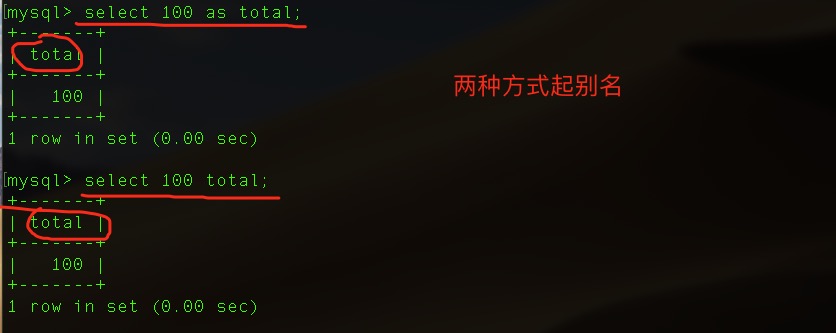 [mysql> select 100 as total;
+-------+
| total |
+-------+
|   100 |
+-------+
1 row in set (0.00 sec)
两种方式起别名
[mysql> select 100 total;
+-------+
| total |
+-------+
|   100 |
+-------+
1 row in set (0.00 sec)